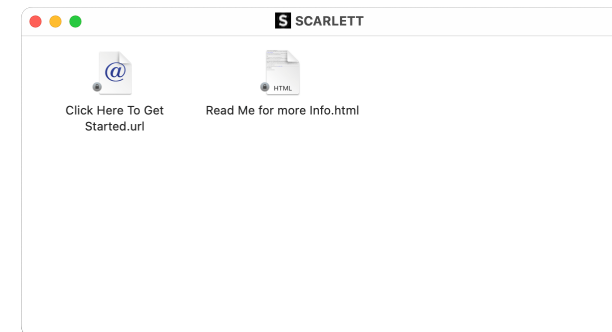 S SCARLETT
@
HTML
Click Here To Get
Started.url
Read Me for more Info.html